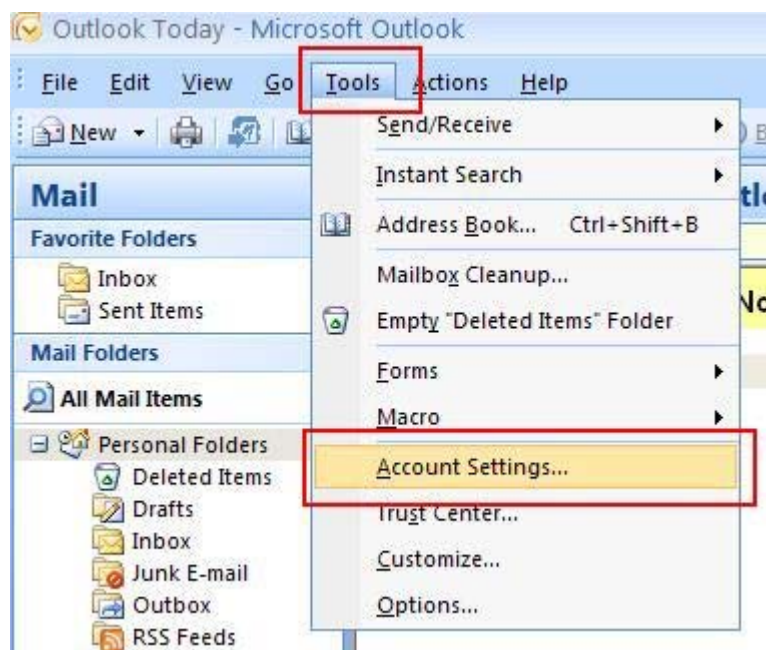 Outlook Today - Microsoft Outlook
File Edit View Go Tools Actions Help
New
Mail
Favorite Folders
Inbox
Sent Items
Mail Folders
All Mail Items
Personal Folders
Deleted Items
Drafts
Inbox
Junk E-mail
Outbox
RSS Feeds
Send/Receive
Instant Search
Address Book... Ctrl+Shift+B
Mailbox Cleanup...
Empty "Deleted Items" Folder
Forms
Macro
Account Settings...
Trust Center...
Customize...
Options...